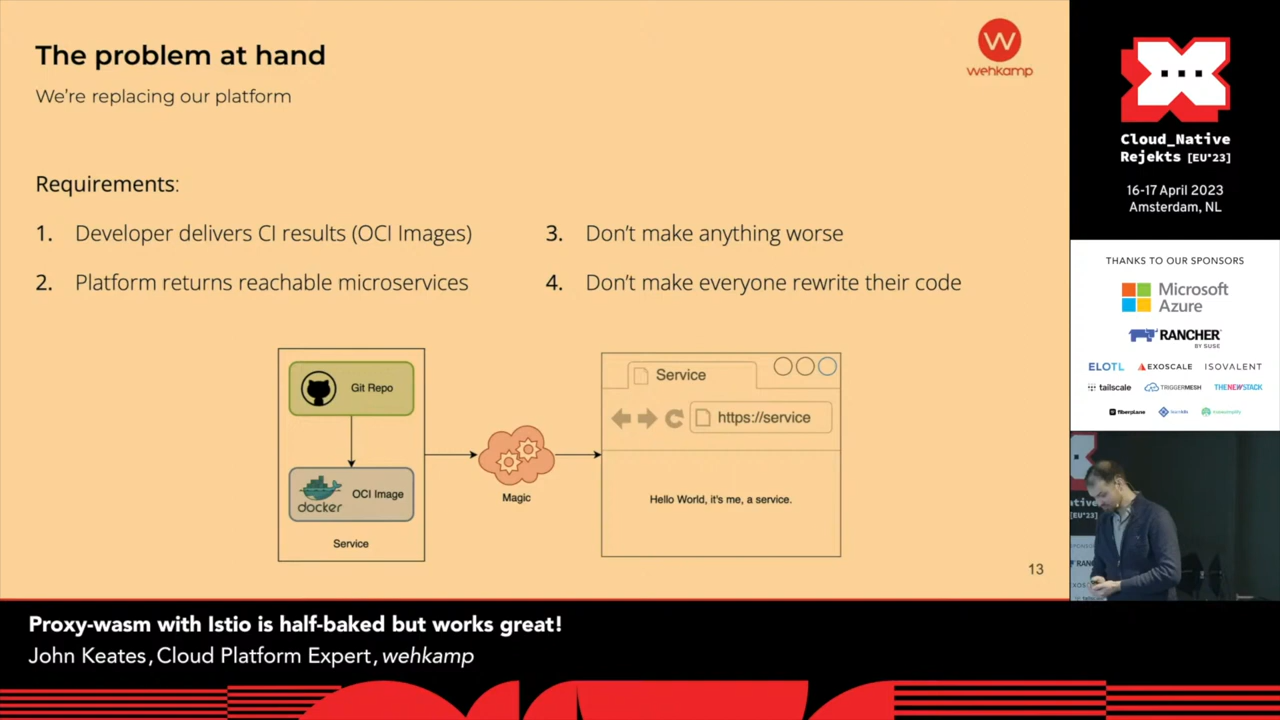 The problem at hand
We're replacing our platform
wehkamp
Requirements:
1. Developer delivers CI results (OCI Images)
2. Platform returns reachable microservices
3. Don't make anything worse
4. Don't make everyone rewrite their code
Git Repo
docker
OCI Image
Service
Magic
Service
https://service
Hello World, it's me, a service.
13
Cloud_Native
Rejekts [EU'23]
16-17 April 2023
Amsterdam, NL
THANKS TO OUR SPONSORS
Microsoft
Azure
RANCHER
BY SUSE
ELOTL
EXOSCALE
ISOVALENT
tailscale
TRIGGERMESH
THENEWSTACK
fiberplane
Proxy-wasm with Istio is half-baked but works great!
John Keates, Cloud Platform Expert, wehkamp